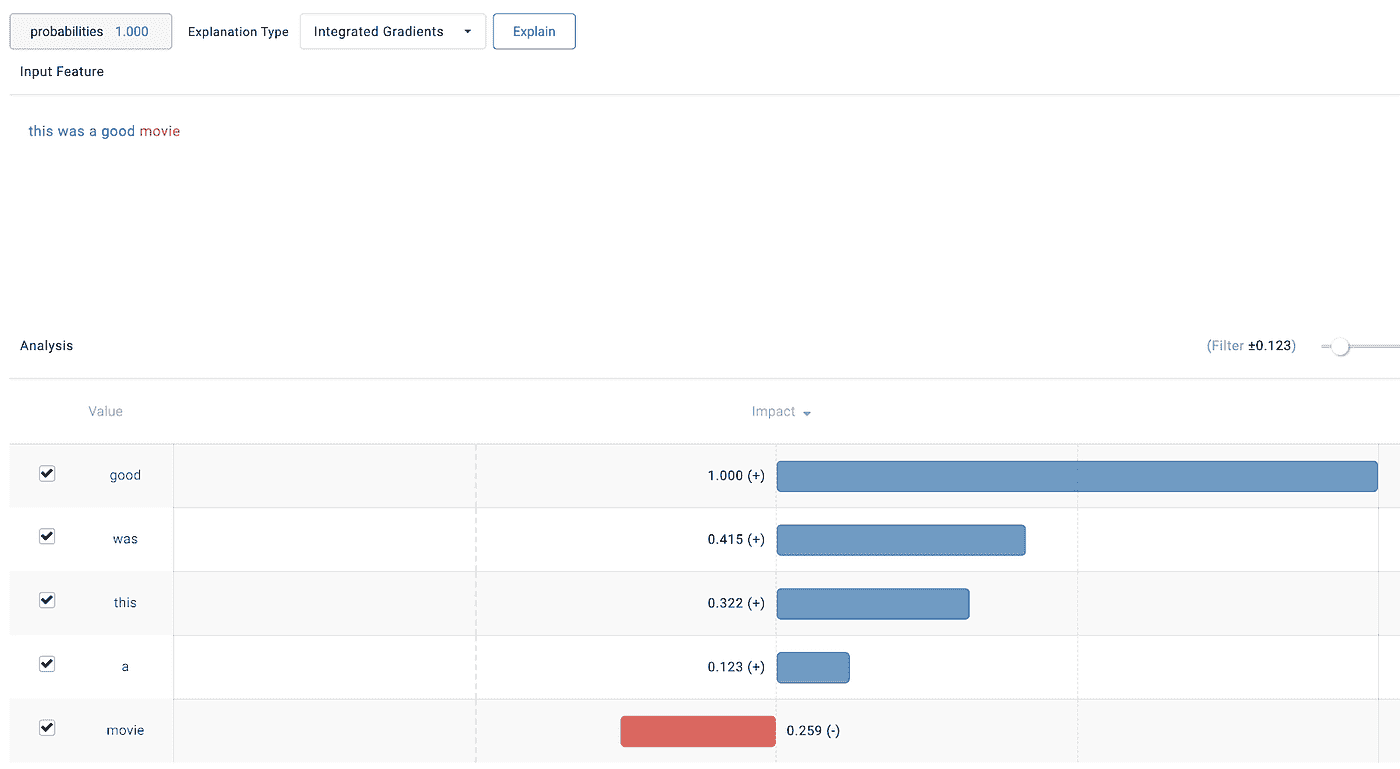 probabilities 1.000 Explanation Type Integrated Gradients Explain
Input Feature
this was a good movie
Analysis (Filter ±0.123)
Value Impact
good 1.000 (+)
was 0.415 (+)
this 0.322 (+)
a 0.123 (+)
movie 0.259 (-)